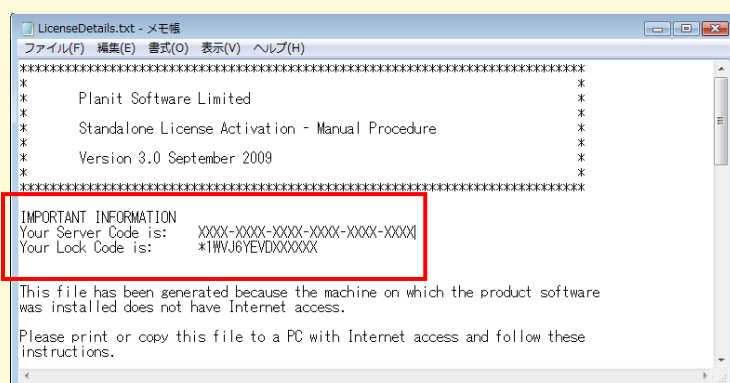 LicenseDetails.txt - メモ帳
ファイル(F) 編集(E) 書式(O) 表示(V) ヘルプ(H)
***************************************************************************
* *
* Planit Software Limited *
* *
* Standalone License Activation - Manual Procedure *
* *
* Version 3.0 September 2009 *
* *
***************************************************************************
IMPORTANT INFORMATION
Your Server Code is: XXXX-XXXX-XXXX-XXXX-XXXX-XXXX
Your Lock Code is: *1WVJ6YEVDXXXXXX
This file has been generated because the machine on which the product software
was installed does not have Internet access.
Please print or copy this file to a PC with Internet access and follow these
instructions.